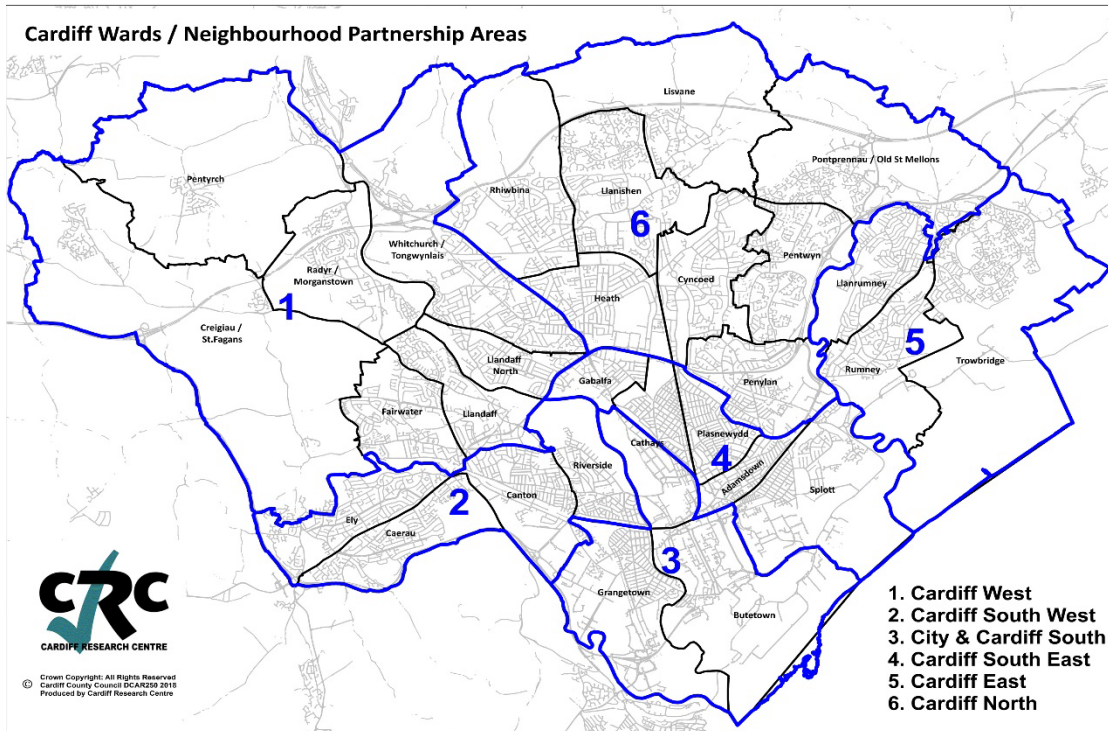 Cardiff Wards / Neighbourhood Partnership Areas
Lisvane
Pontprennau / Old St Mellons
Pentyrch
Rhiwbina
Llanishen
6
Whitchurch /
Tongwynlais
Pentwyn
Radyr /
Morganstown
Cyncoed
Llanrumney
1
Heath
Creigiau /
St.Fagans
5
Trowbridge
Llandaff
North
Rumney
Gabalfa
Penylan
Fairwater
Llandaff
Plasnewydd
Cathays
4
Riverside
Adamsdown
Splott
2
Canton
Ely
Caerau
3
Grangetown
Butetown
CRC
CARDIFF RESEARCH CENTRE
© Crown Copyright: All Rights Reserved
Cardiff County Council DCAR250 2018
Produced by Cardiff Research Centre
1. Cardiff West
2. Cardiff South West
3. City & Cardiff South
4. Cardiff South East
5. Cardiff East
6. Cardiff North